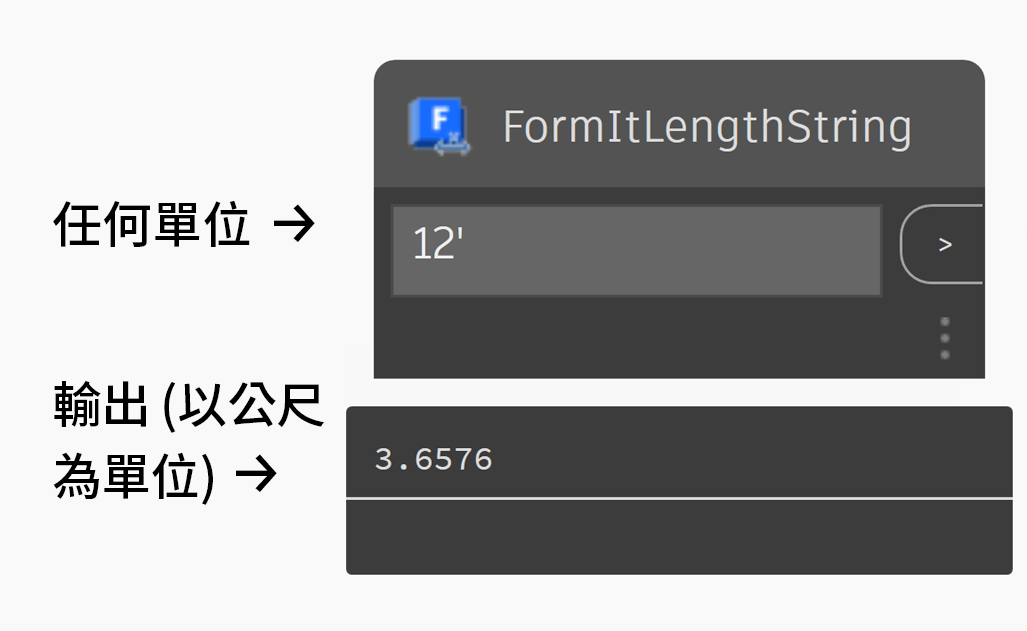 FormItLengthString
任何單位 →
12'
>
輸出 (以公尺
為單位) →
3.6576